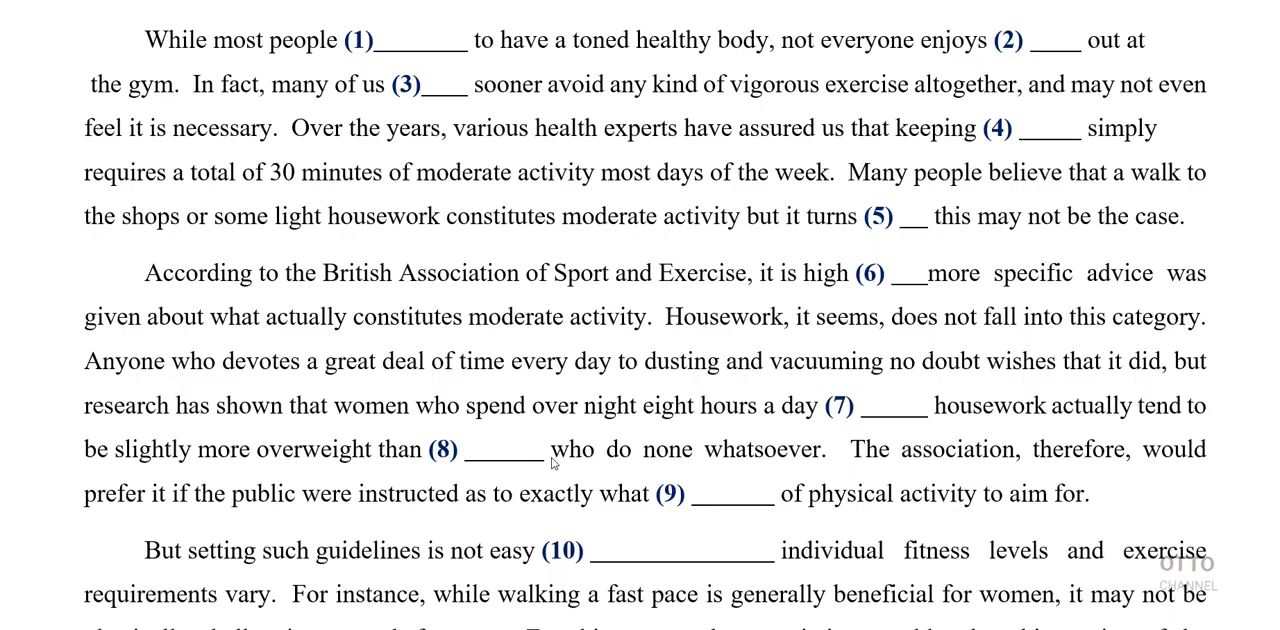 While most people (1)________ to have a toned healthy body, not everyone enjoys (2) ____ out at
the gym. In fact, many of us (3)____ sooner avoid any kind of vigorous exercise altogether, and may not even
feel it is necessary. Over the years, various health experts have assured us that keeping (4) _____ simply
requires a total of 30 minutes of moderate activity most days of the week. Many people believe that a walk to
the shops or some light housework constitutes moderate activity but it turns (5) __ this may not be the case.
According to the British Association of Sport and Exercise, it is high (6) ___more specific advice was
given about what actually constitutes moderate activity. Housework, it seems, does not fall into this category.
Anyone who devotes a great deal of time every day to dusting and vacuuming no doubt wishes that it did, but
research has shown that women who spend over night eight hours a day (7) _____ housework actually tend to
be slightly more overweight than (8) ______ who do none whatsoever. The association, therefore, would
prefer it if the public were instructed as to exactly what (9) _______ of physical activity to aim for.
But setting such guidelines is not easy (10) ________________ individual fitness levels and exercise
OTTO
CHANNEL
requirements vary. For instance, while walking a fast pace is generally beneficial for women, it may not be